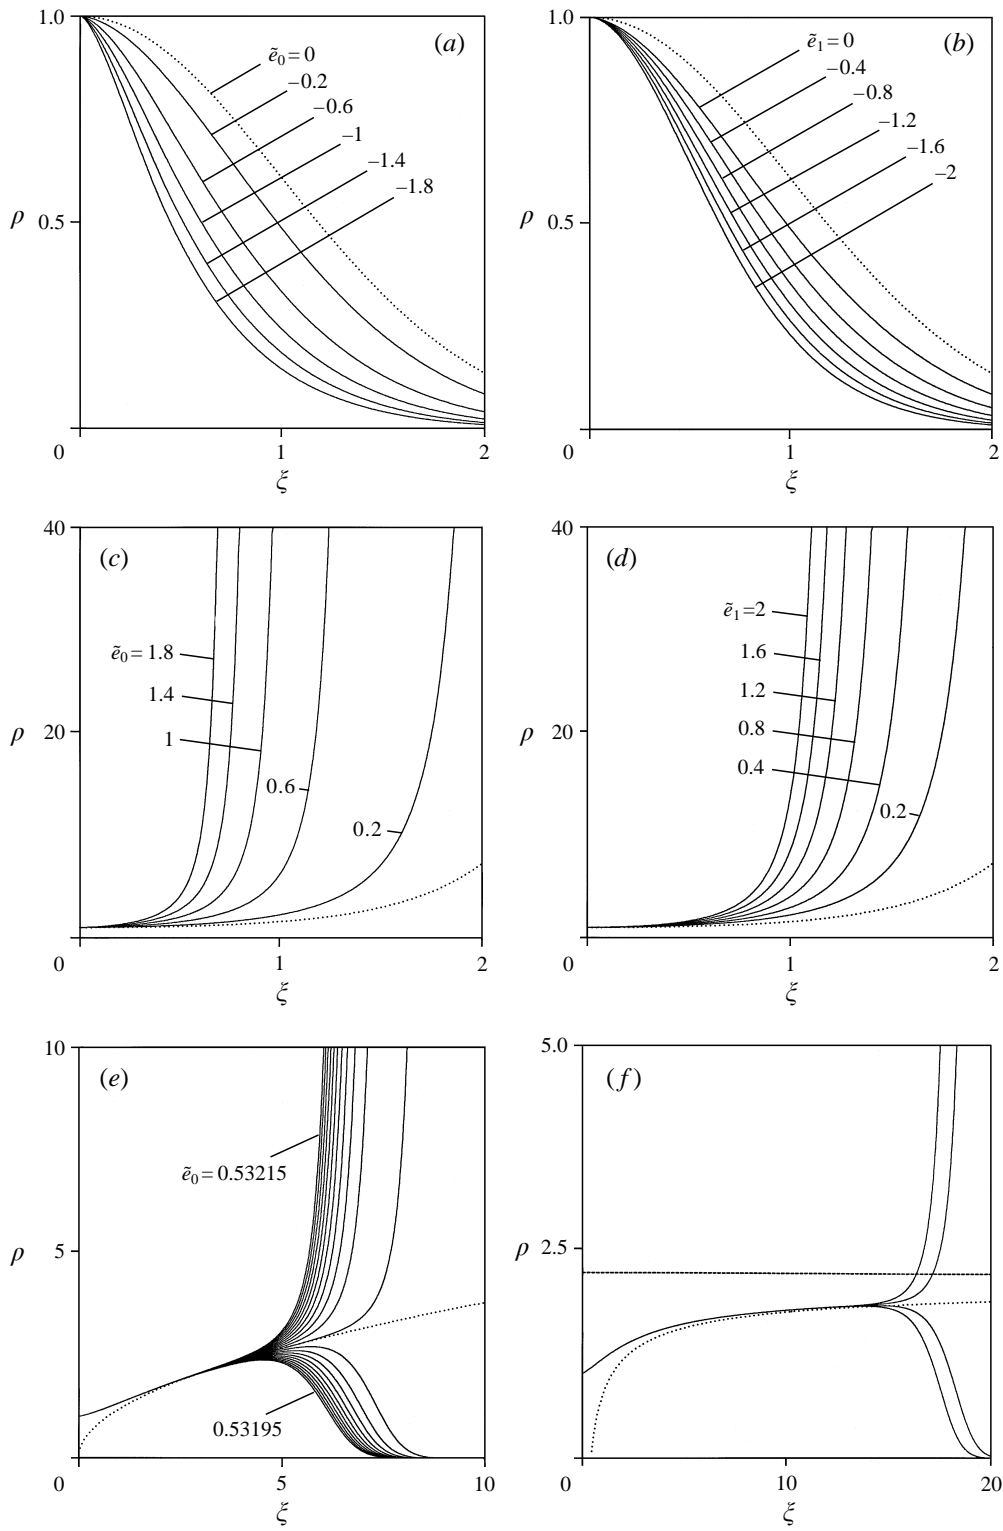 1.0
(a)
ẽ0 = 0
–0.2
–0.6
–1
–1.4
–1.8
ρ
0.5
0
1
2
ξ
1.0
(b)
ẽ1 = 0
–0.4
–0.8
–1.2
–1.6
–2
ρ
0.5
0
1
2
ξ
40
(c)
ẽ0 = 1.8
1.4
1
0.6
0.2
ρ
20
0
1
2
ξ
40
(d)
ẽ1=2
1.6
1.2
0.8
0.4
0.2
ρ
20
0
1
2
ξ
10
(e)
ẽ0 = 0.53215
ρ
5
0.53195
0
5
10
ξ
5.0
(f)
ρ
2.5
0
10
20
ξ